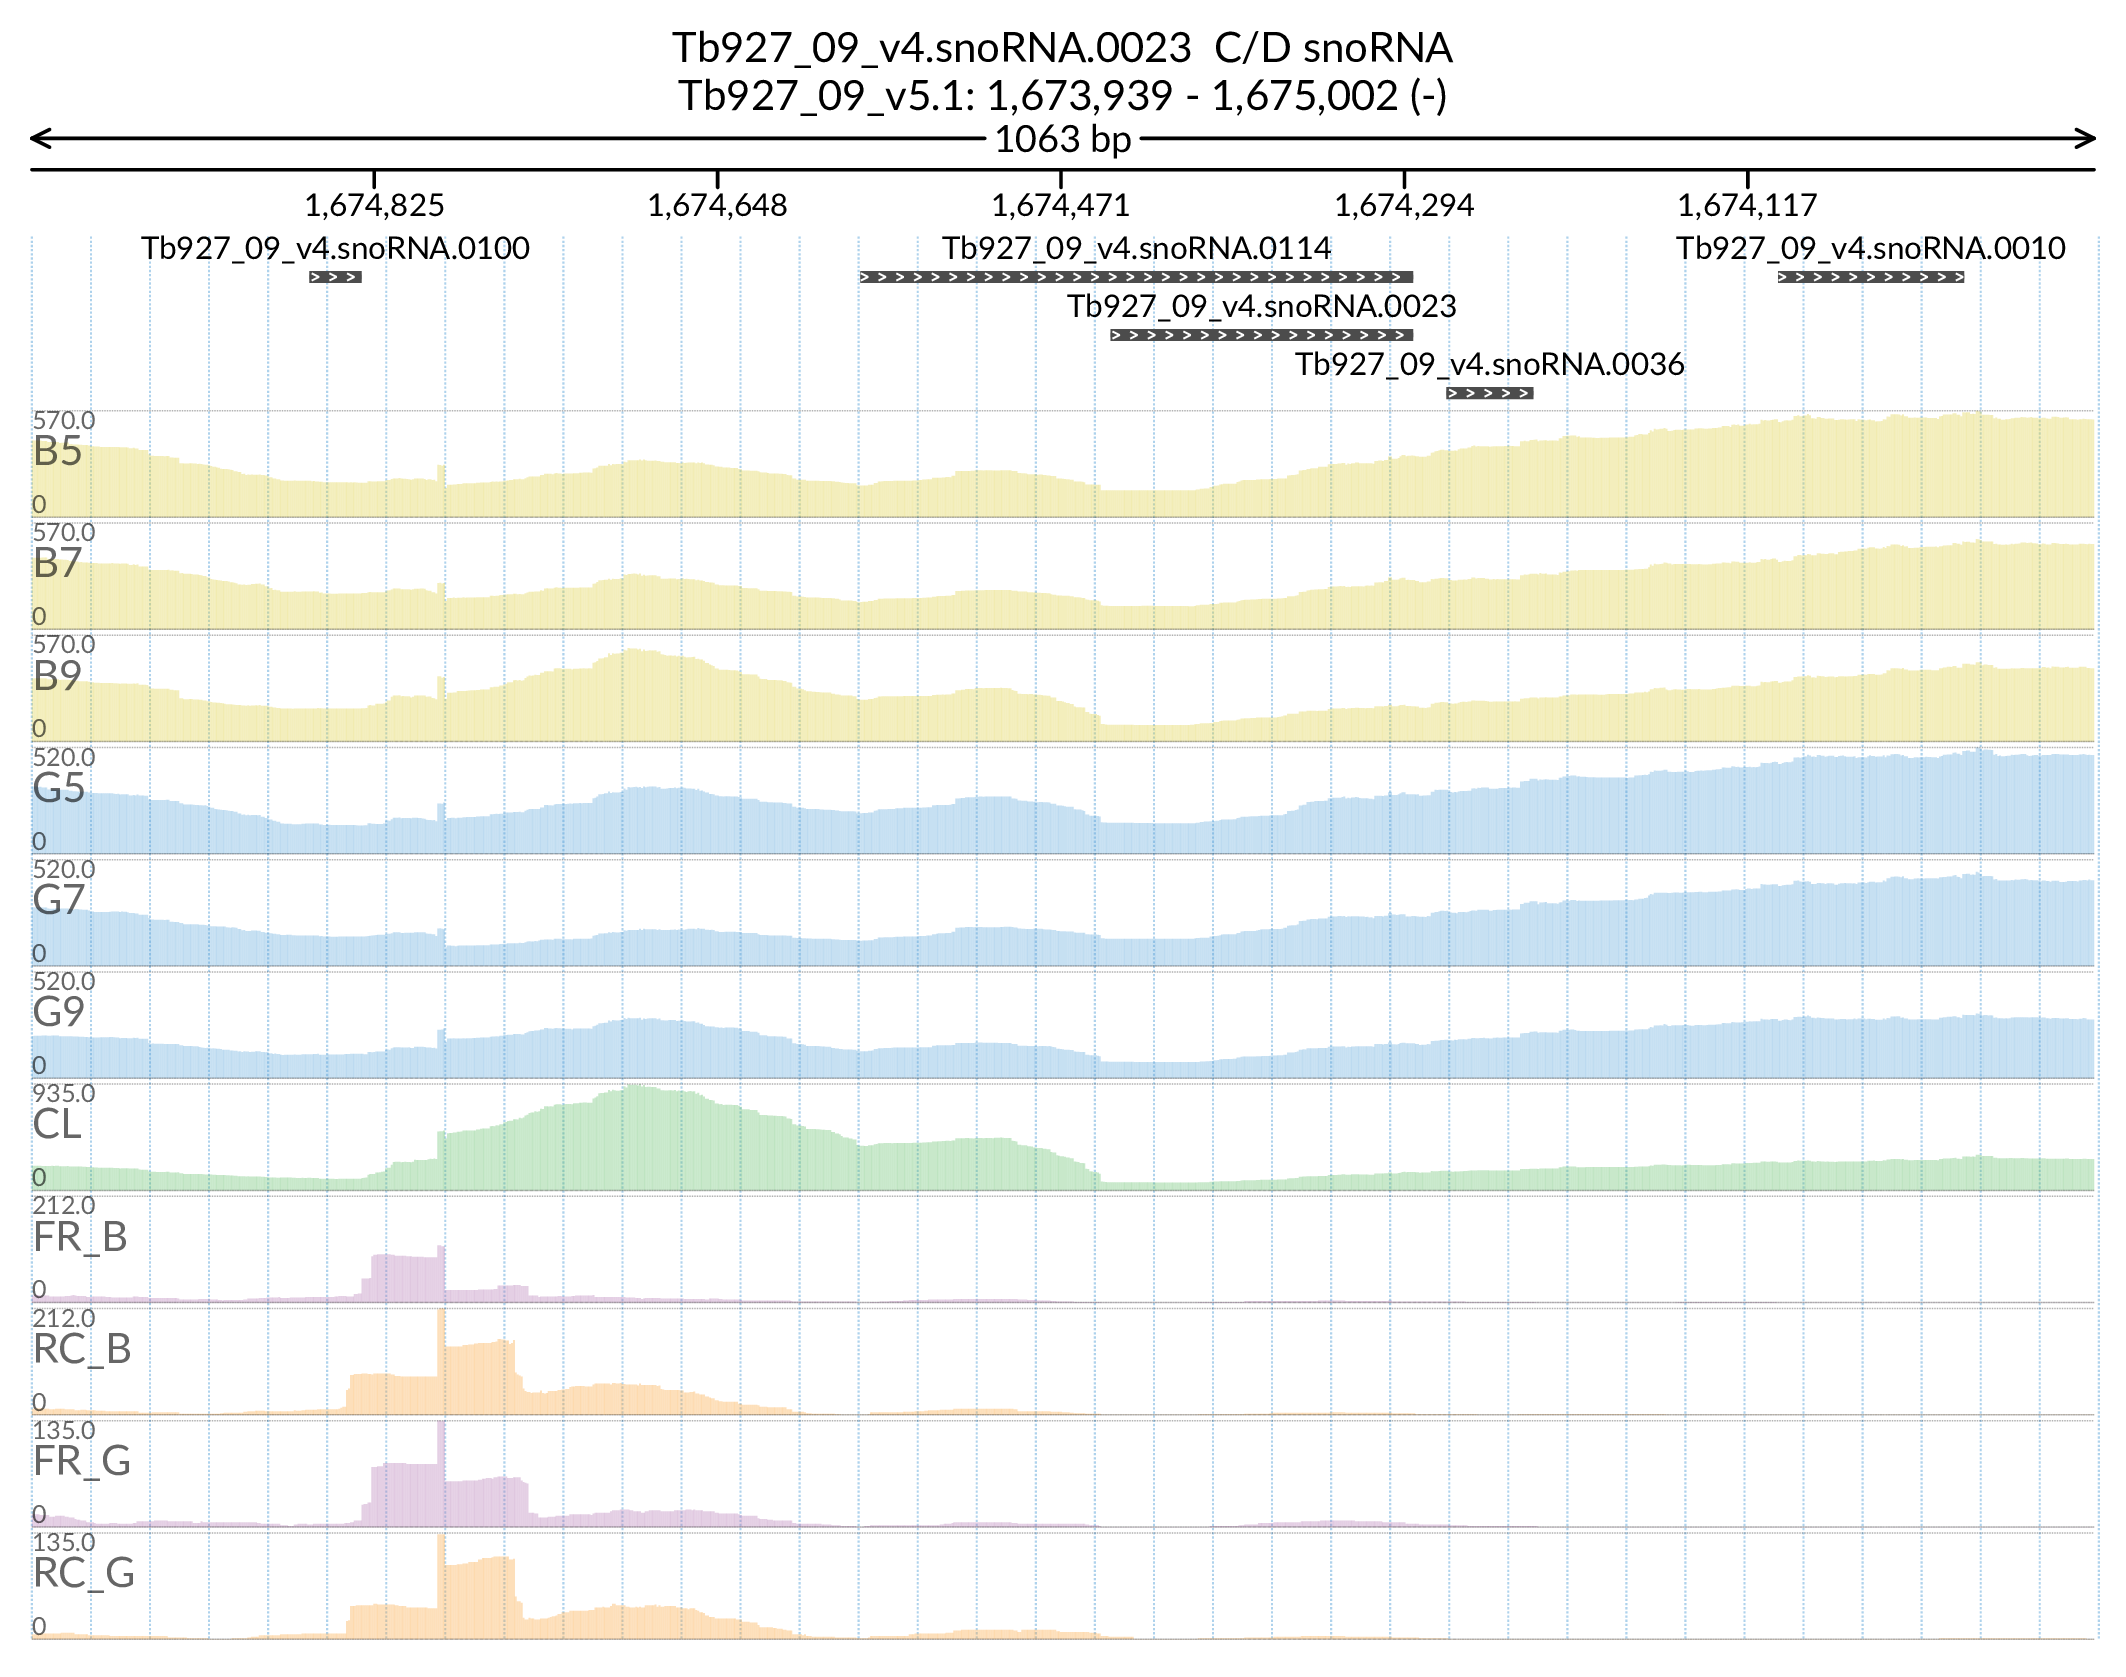 Tb927_09_v4.snoRNA.0023  C/D snoRNA
Tb927_09_v5.1: 1,673,939 - 1,675,002 (-)
1063 bp
1,674,825 1,674,648 1,674,471 1,674,294 1,674,117
Tb927_09_v4.snoRNA.0100 Tb927_09_v4.snoRNA.0114 Tb927_09_v4.snoRNA.0010
Tb927_09_v4.snoRNA.0023
Tb927_09_v4.snoRNA.0036
570.0
B5
0
570.0
B7
0
570.0
B9
0
520.0
G5
0
520.0
G7
0
520.0
G9
0
935.0
CL
0
212.0
FR_B
0
212.0
RC_B
0
135.0
FR_G
0
135.0
RC_G
0